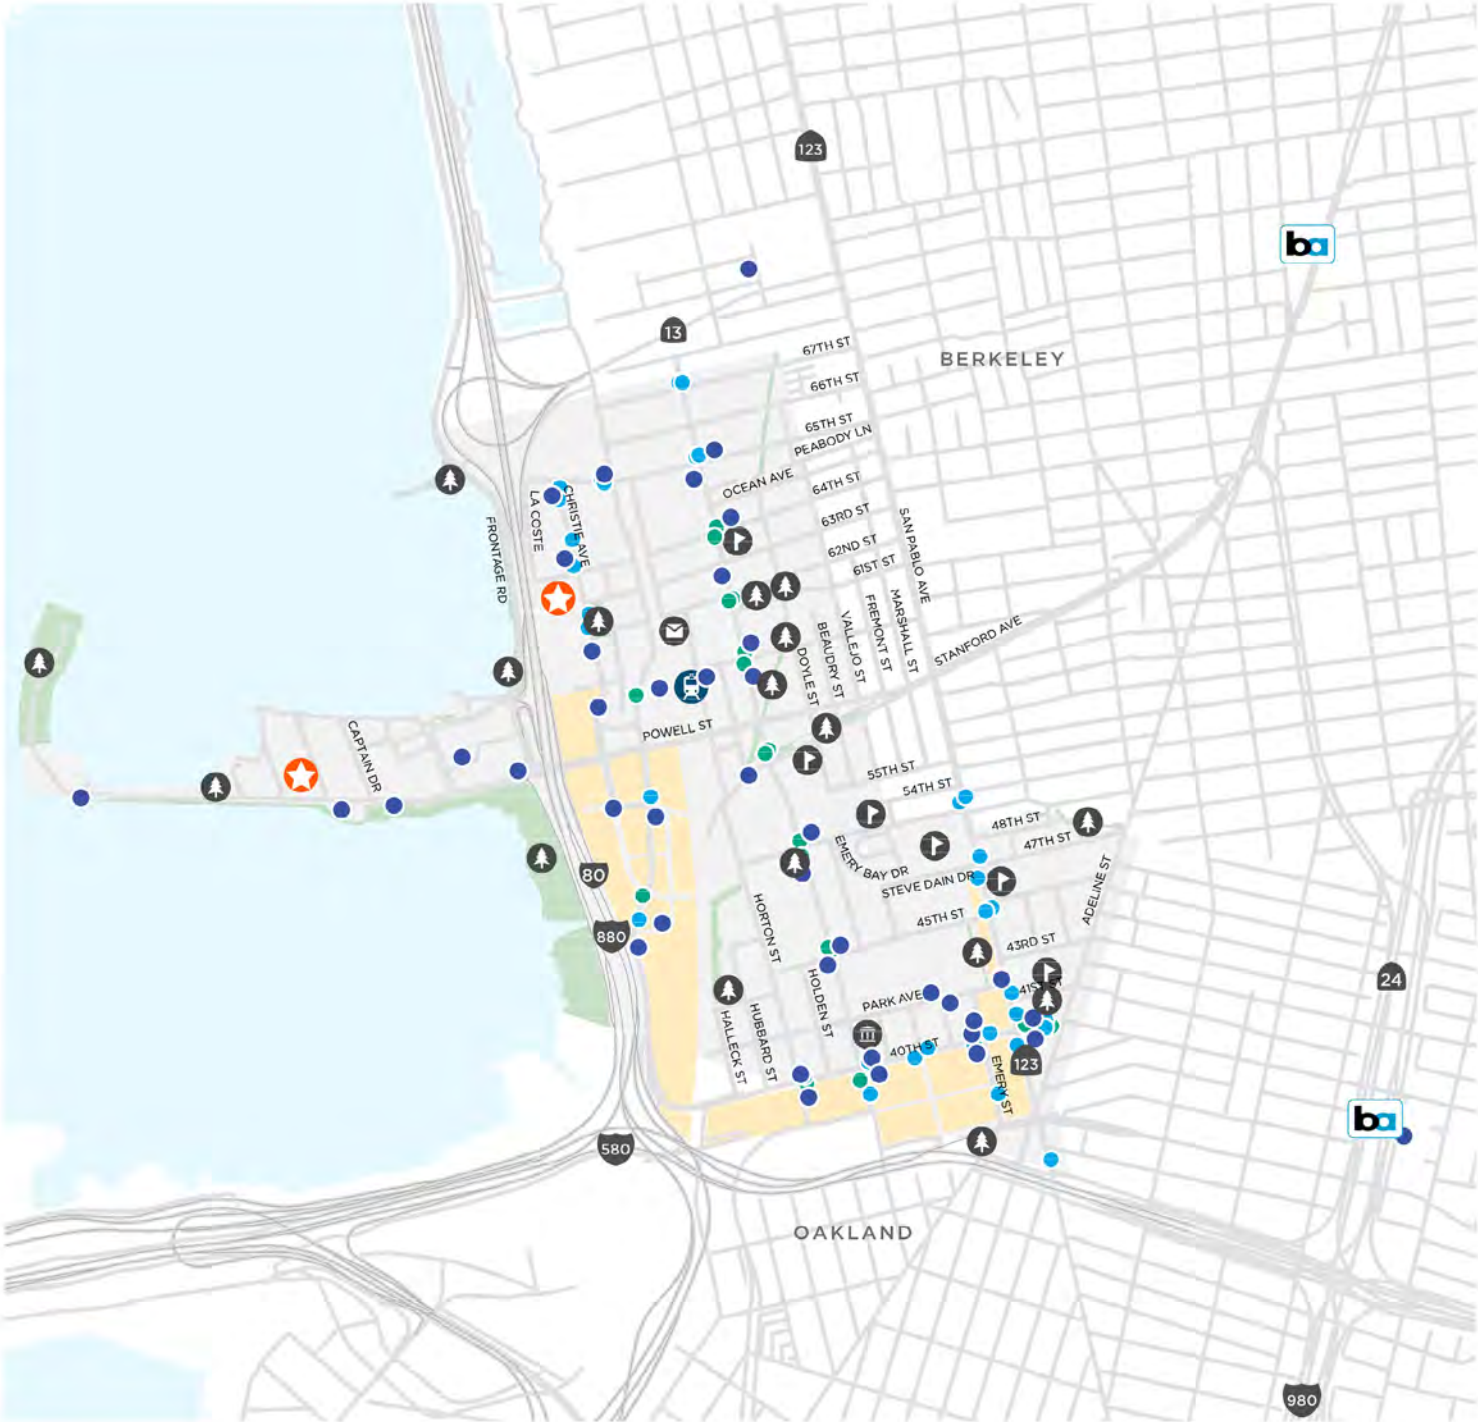 123
ba
13
67TH ST
BERKELEY
66TH ST
65TH ST
PEABODY LN
OCEAN AVE
64TH ST
LA COSTE
CHRISTIE AVE
63RD ST
SAN PABLO AVE
FRONTAGE RD
62ND ST
61ST ST
MARSHALL ST
FREMONT ST
VALLEJO ST
BEAUDRY ST
STANFORD AVE
DOYLE ST
POWELL ST
CAPTAIN DR
55TH ST
54TH ST
48TH ST
47TH ST
EMERY BAY DR
80
STEVE DAIN DR
ADELINE ST
45TH ST
HORTON ST
880
43RD ST
24
HOLDEN ST
41ST ST
PARK AVE
HUBBARD ST
HALLECK ST
40TH ST
123
EMERY ST
ba
580
OAKLAND
980